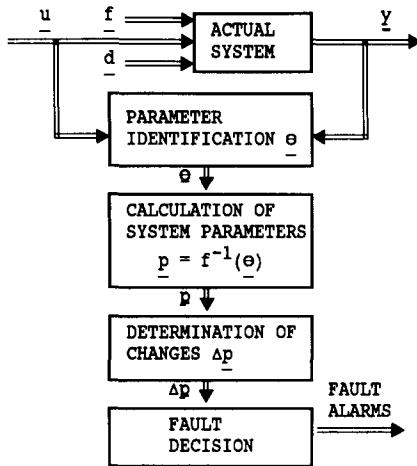 u
f
d
ACTUAL
SYSTEM
y
PARAMETER
IDENTIFICATION θ
θ
CALCULATION OF
SYSTEM PARAMETERS
p = f⁻¹(θ)
p
DETERMINATION OF
CHANGES Δp
Δp
FAULT
DECISION
FAULT
ALARMS